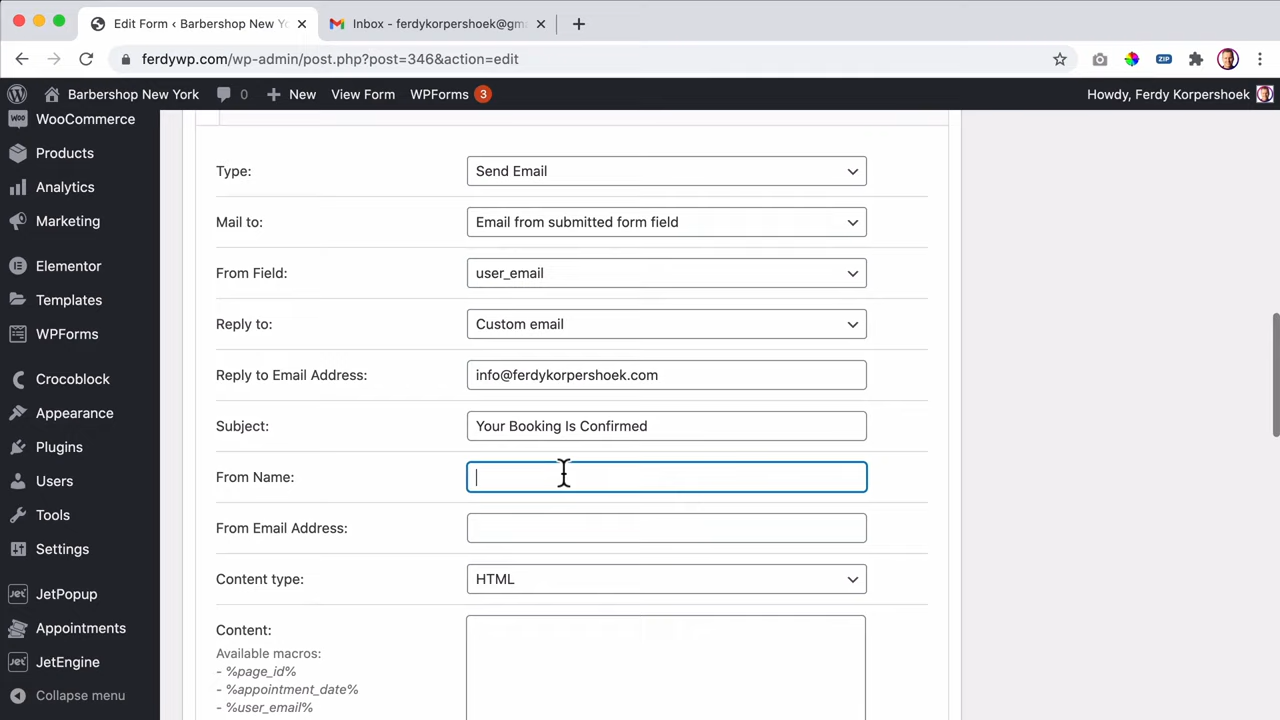 Edit Form ‹ Barbershop New Yo
Inbox - ferdykorpershoek@gma
ferdywp.com/wp-admin/post.php?post=346&action=edit
ZIP
Barbershop New York 0 New View Form WPForms 3 Howdy, Ferdy Korpershoek
WooCommerce
Products
Analytics
Marketing
Elementor
Templates
WPForms
Crocoblock
Appearance
Plugins
Users
Tools
Settings
JetPopup
Appointments
JetEngine
Collapse menu
Type: Send Email
Mail to: Email from submitted form field
From Field: user_email
Reply to: Custom email
Reply to Email Address: info@ferdykorpershoek.com
Subject: Your Booking Is Confirmed
From Name:
From Email Address:
Content type: HTML
Content:
Available macros:
- %page_id%
- %appointment_date%
- %user_email%